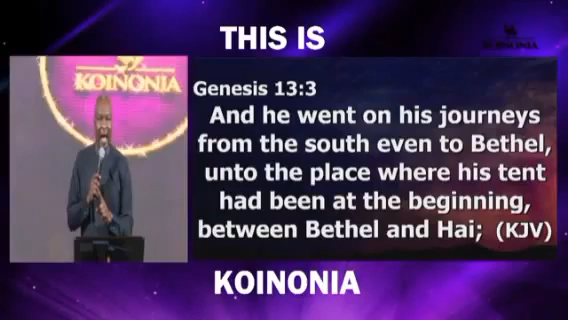 THIS IS
KOINONIA
KOINONIA
Genesis 13:3
And he went on his journeys
from the south even to Bethel,
unto the place where his tent
had been at the beginning,
between Bethel and Hai; (KJV)
KOINONIA